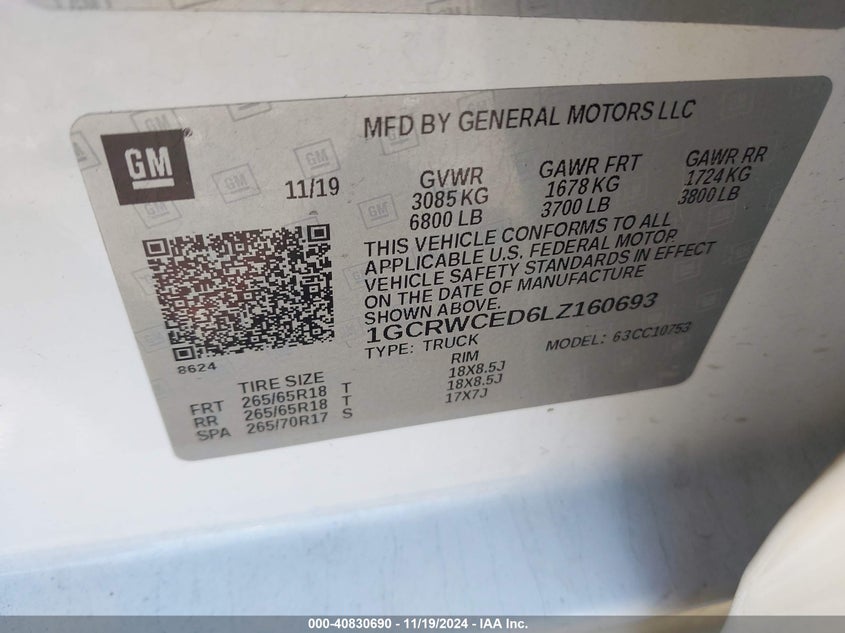 GM
MFD BY GENERAL MOTORS LLC
11/19
GVWR GAWR FRT GAWR RR
3085 KG 1678 KG 1724 KG
6800 LB 3700 LB 3800 LB
THIS VEHICLE CONFORMS TO ALL
APPLICABLE U.S. FEDERAL MOTOR
VEHICLE SAFETY STANDARDS IN EFFECT
ON THE DATE OF MANUFACTURE
SHOWN ABOVE.
1GCRWCED6LZ160693
TYPE: TRUCK MODEL: 63CC10753
8624
TIRE SIZE RIM
FRT 265/65R18 T 18X8.5J
RR 265/65R18 T 18X8.5J
SPA 265/70R17 S 17X7J
000-40830690 - 11/19/2024 - IAA Inc.